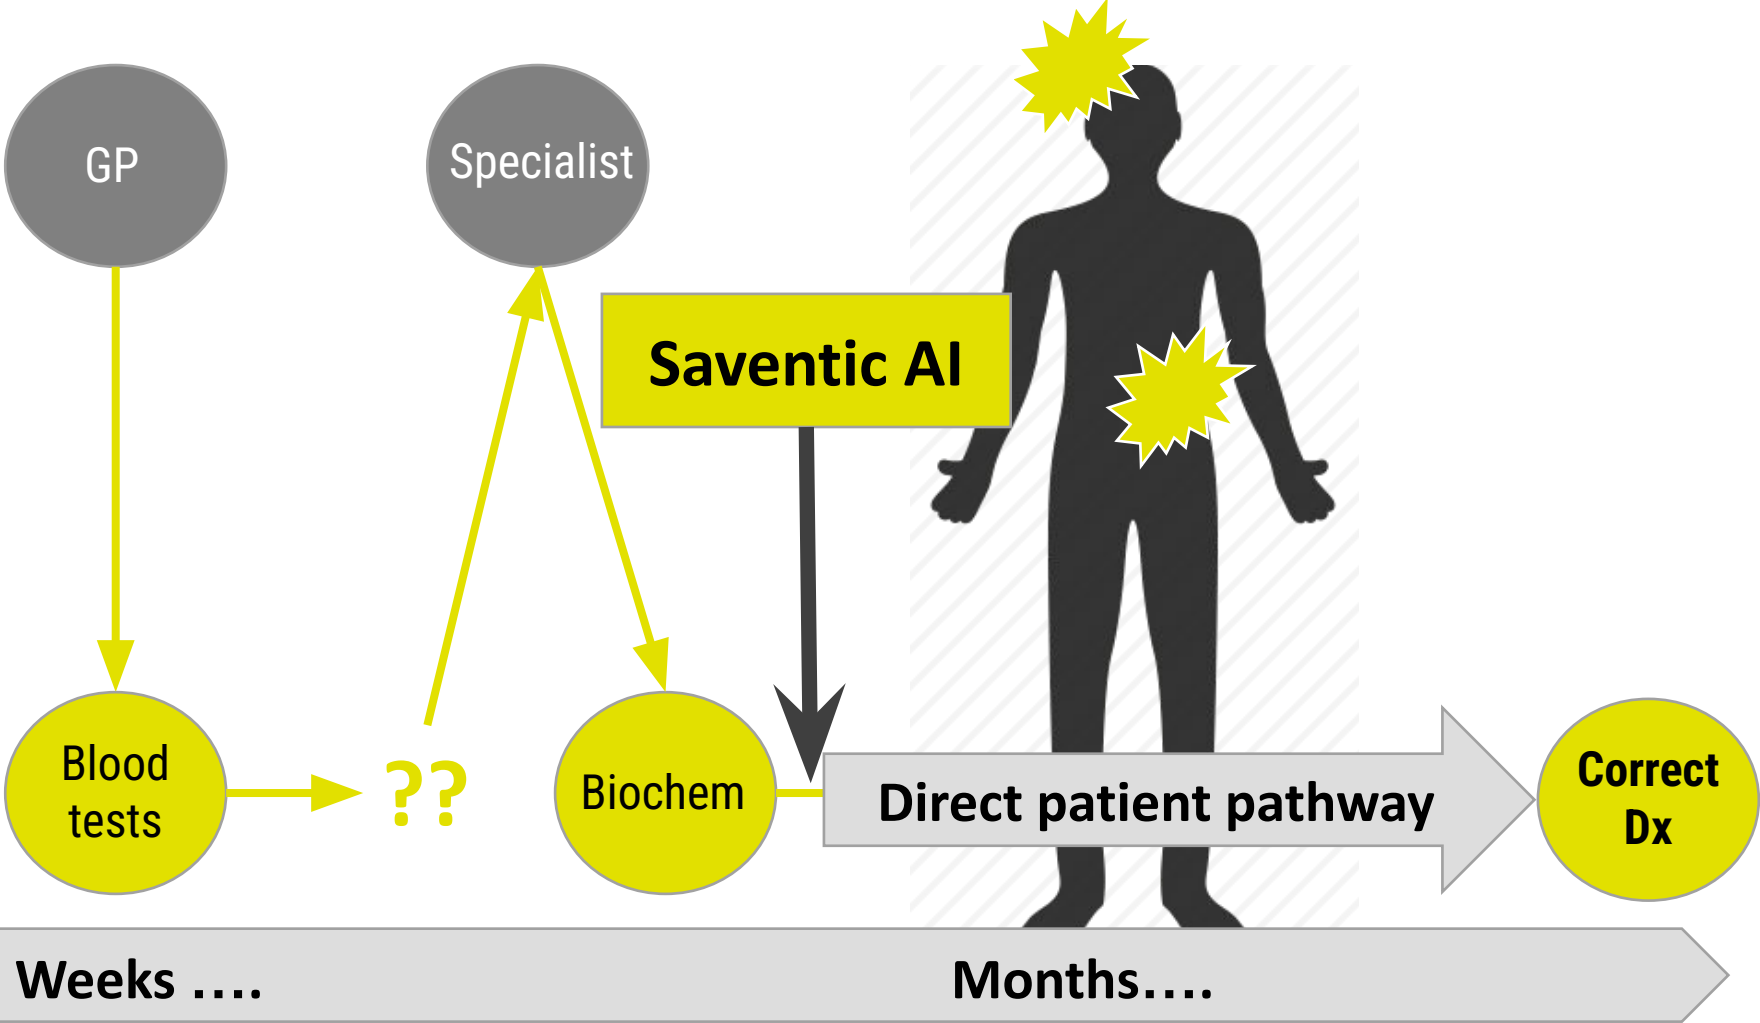 GP
Specialist
Saventic AI
Blood
tests
??
Biochem
Direct patient pathway
Correct
Dx
Weeks ....
Months....